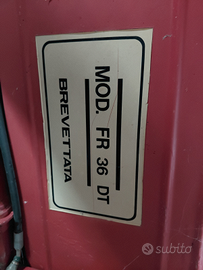 MOD. FR 36 DT
BREVETTATA
subito